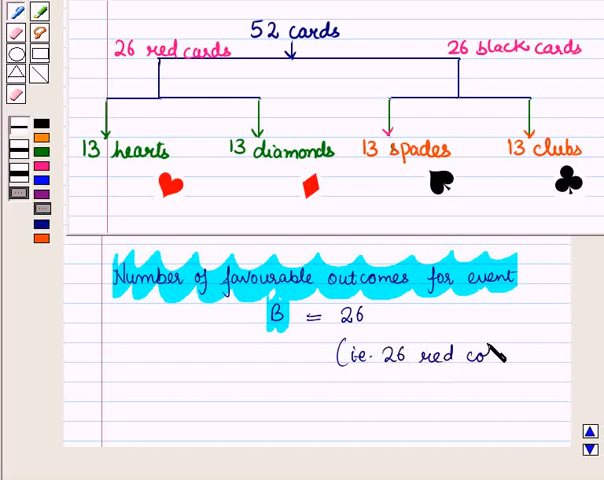 52 cards
26 red cards 26 black cards
13 hearts 13 diamonds 13 spades 13 clubs
Number of favourable outcomes for event
B = 26
(ie. 26 red co